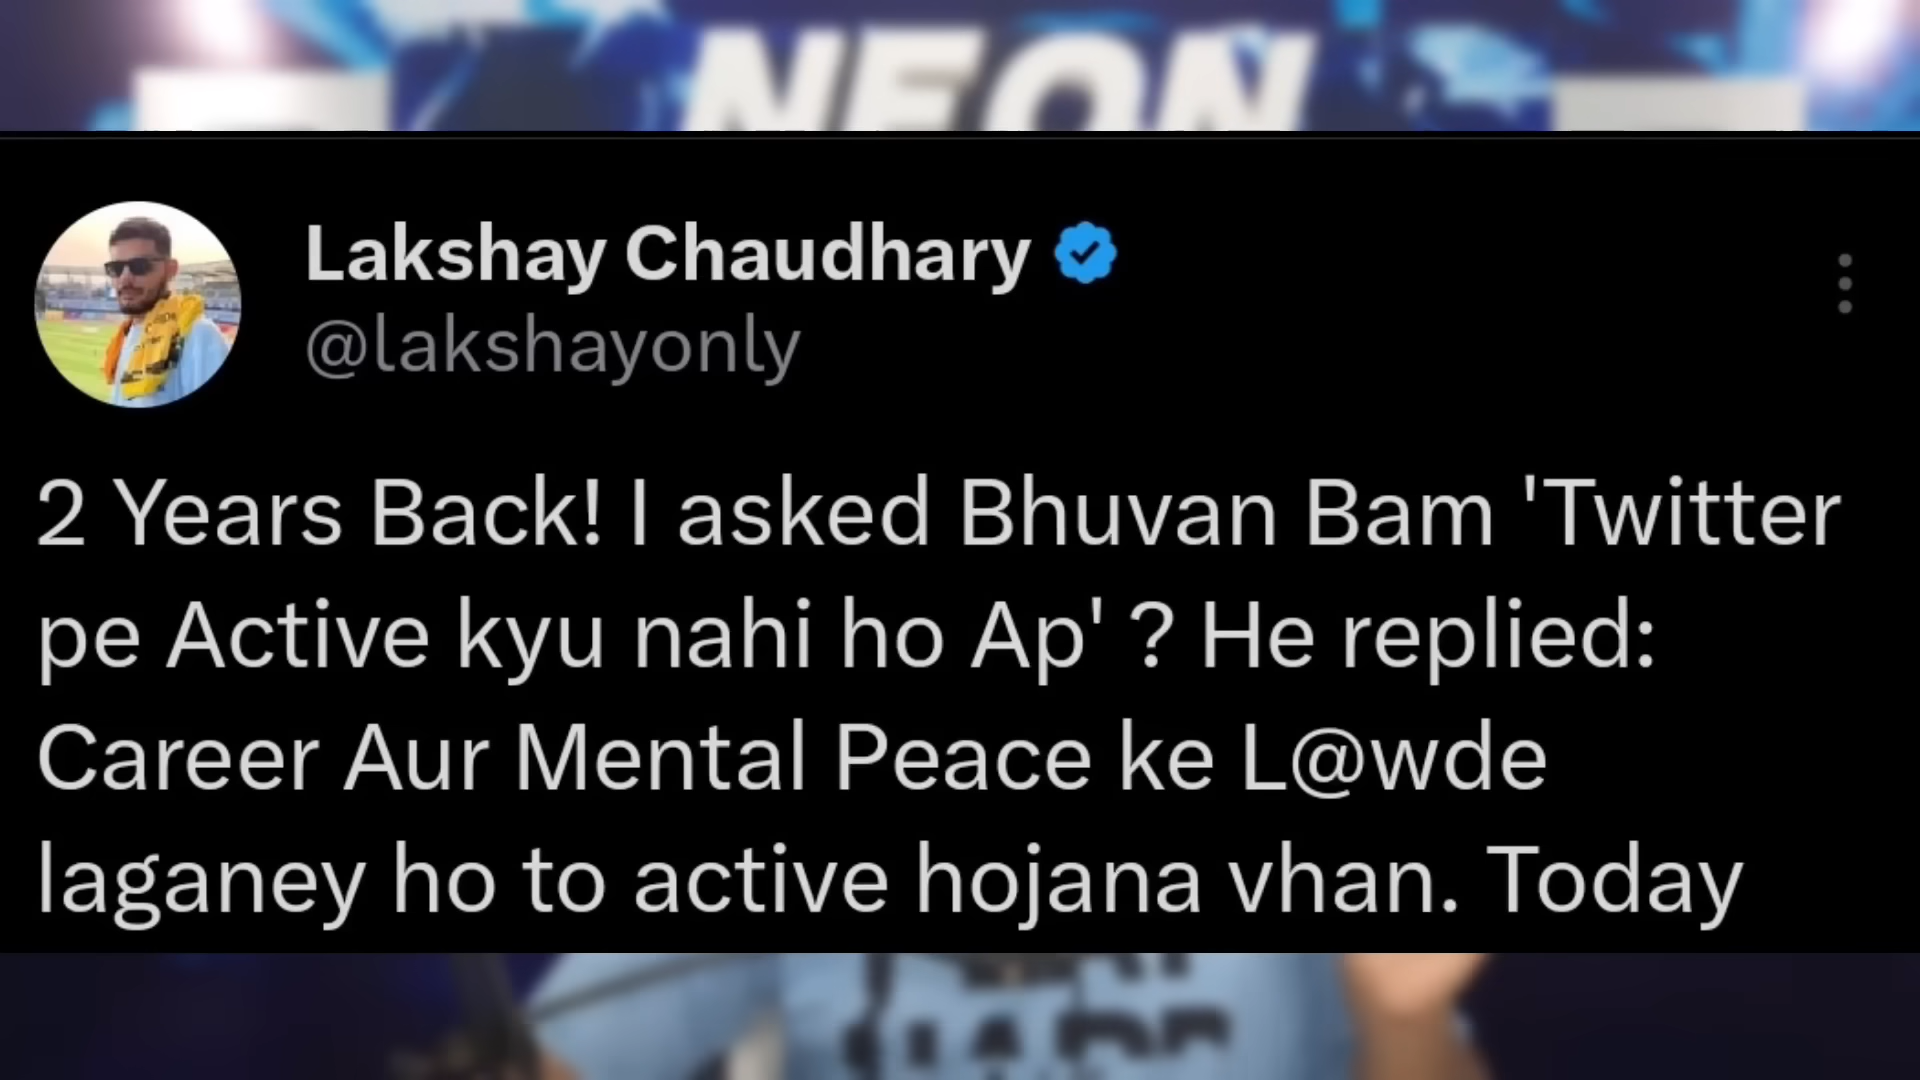 NEON
Lakshay Chaudhary
@lakshayonly
2 Years Back! I asked Bhuvan Bam 'Twitter
pe Active kyu nahi ho Ap' ? He replied:
Career Aur Mental Peace ke L@wde
laganey ho to active hojana vhan. Today